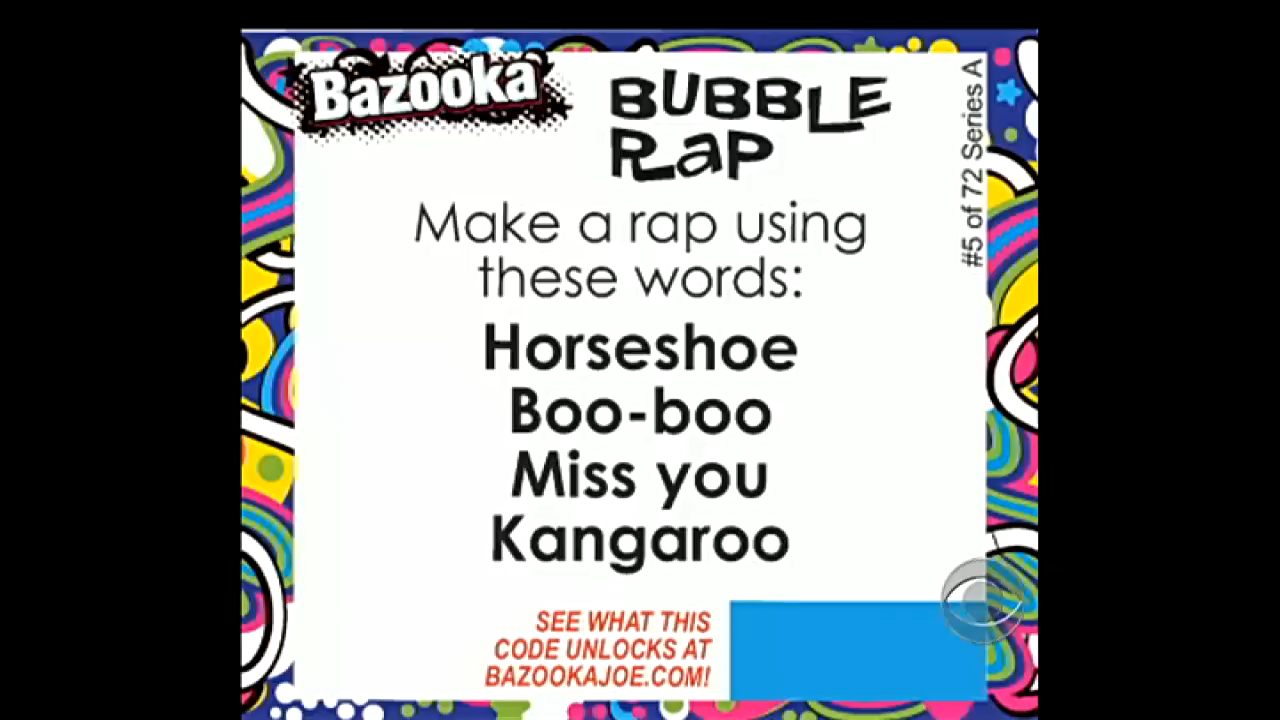 Bazooka
BUBBLE
RAP
#5 of 72 Series A
Make a rap using
these words:
Horseshoe
Boo-boo
Miss you
Kangaroo
SEE WHAT THIS
CODE UNLOCKS AT
BAZOOKAJOE.COM!